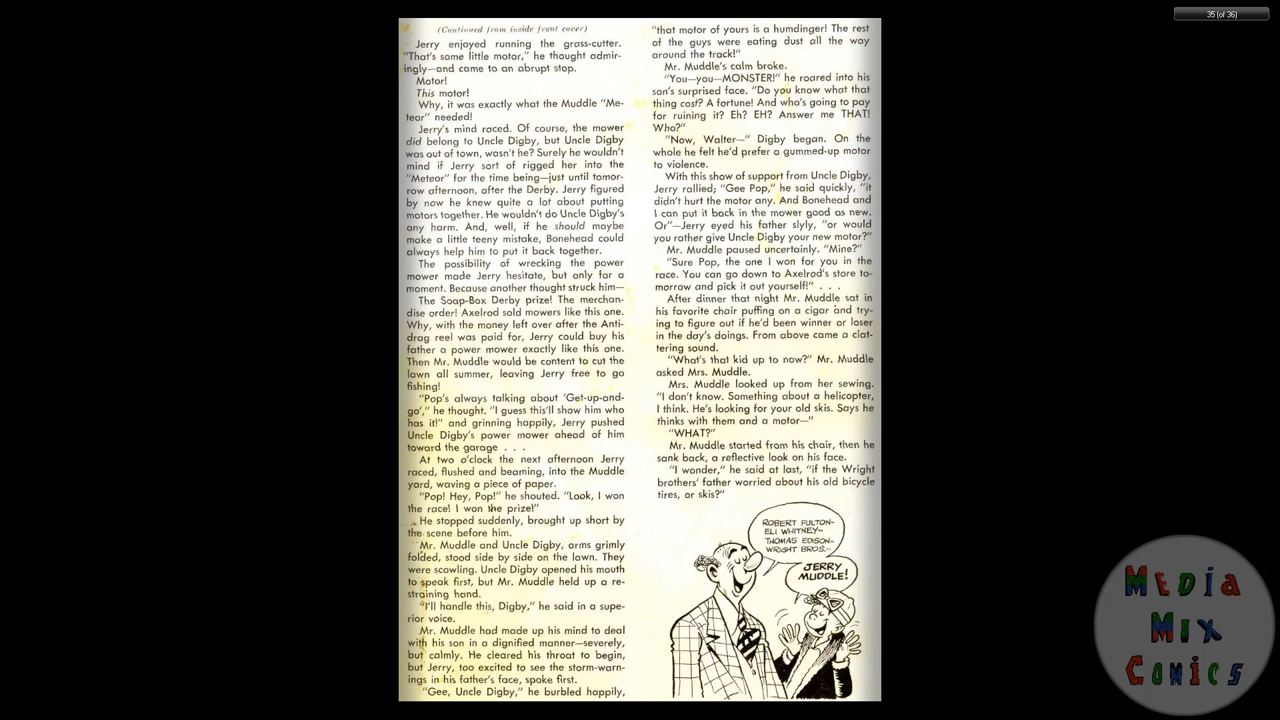 35 (of 36)
(Continued from inside front cover)
Jerry enjoyed running the grass-cutter.
"That's some little motor," he thought admir-
ingly—and came to an abrupt stop.
Motor!
This motor!
Why, it was exactly what the Muddle "Me-
teor" needed!
Jerry's mind raced. Of course, the mower
did belong to Uncle Digby, but Uncle Digby
was out of town, wasn't he? Surely he wouldn't
mind if Jerry sort of rigged her into the
"Meteor" for the time being—just until tomor-
row afternoon, after the Derby. Jerry figured
by now he knew quite a lot about putting
motors together. He wouldn't do Uncle Digby's
any harm. And, well, if he should maybe
make a little teeny mistake, Bonehead could
always help him to put it back together.
The possibility of wrecking the power
mower made Jerry hesitate, but only for a
moment. Because another thought struck him—
The Soap-Box Derby prize! The merchan-
dise order! Axelrod sold mowers like this one.
Why, with the money left over after the Anti-
drag reel was paid for, Jerry could buy his
father a power mower exactly like this one.
Then Mr. Muddle would be content to cut the
lawn all summer, leaving Jerry free to go
fishing!
"Pop's always talking about 'Get-up-and-
go'," he thought. "I guess this'll show him who
has it!" and grinning happily, Jerry pushed
Uncle Digby's power mower ahead of him
toward the garage . . .
At two o'clock the next afternoon Jerry
raced, flushed and beaming, into the Muddle
yard, waving a piece of paper.
"Pop! Hey, Pop!" he shouted. "Look, I won
the race! I won the prize!"
He stopped suddenly, brought up short by
the scene before him.
Mr. Muddle and Uncle Digby, arms grimly
folded, stood side by side on the lawn. They
were scowling. Uncle Digby opened his mouth
to speak first, but Mr. Muddle held up a re-
straining hand.
"I'll handle this, Digby," he said in a supe-
rior voice.
Mr. Muddle had made up his mind to deal
with his son in a dignified manner—severely,
but calmly. He cleared his throat to begin,
but Jerry, too excited to see the storm-warn-
ings in his father's face, spoke first.
"Gee, Uncle Digby," he burbled happily,
"that motor of yours is a humdinger! The rest
of the guys were eating dust all the way
around the track!"
Mr. Muddle's calm broke.
"You—you—MONSTER!" he roared into his
son's surprised face. "Do you know what that
thing cost? A fortune! And who's going to pay
for ruining it? Eh? EH? Answer me THAT!
Who?"
"Now, Walter—" Digby began. On the
whole he felt he'd prefer a gummed-up motor
to violence.
With this show of support from Uncle Digby,
Jerry rallied; "Gee Pop," he said quickly, "it
didn't hurt the motor any. And Bonehead and
I can put it back in the mower good as new.
Or"—Jerry eyed his father slyly, "or would
you rather give Uncle Digby your new motor?"
Mr. Muddle paused uncertainly. "Mine?"
"Sure Pop, the one I won for you in the
race. You can go down to Axelrod's store to-
morrow and pick it out yourself!" . . .
After dinner that night Mr. Muddle sat in
his favorite chair puffing on a cigar and try-
ing to figure out if he'd been winner or loser
in the day's doings. From above came a clat-
tering sound.
"What's that kid up to now?" Mr. Muddle
asked Mrs. Muddle.
Mrs. Muddle looked up from her sewing.
"I don't know. Something about a helicopter,
I think. He's looking for your old skis. Says he
thinks with them and a motor—"
"WHAT?"
Mr. Muddle started from his chair, then he
sank back, a reflective look on his face.
"I wonder," he said at last, "if the Wright
brothers' father worried about his old bicycle
tires, or skis?"
ROBERT FULTON-
ELI WHITNEY--
THOMAS EDISON-
WRIGHT BROS...
JERRY
MUDDLE!
MEDIA
MIX
COMICS